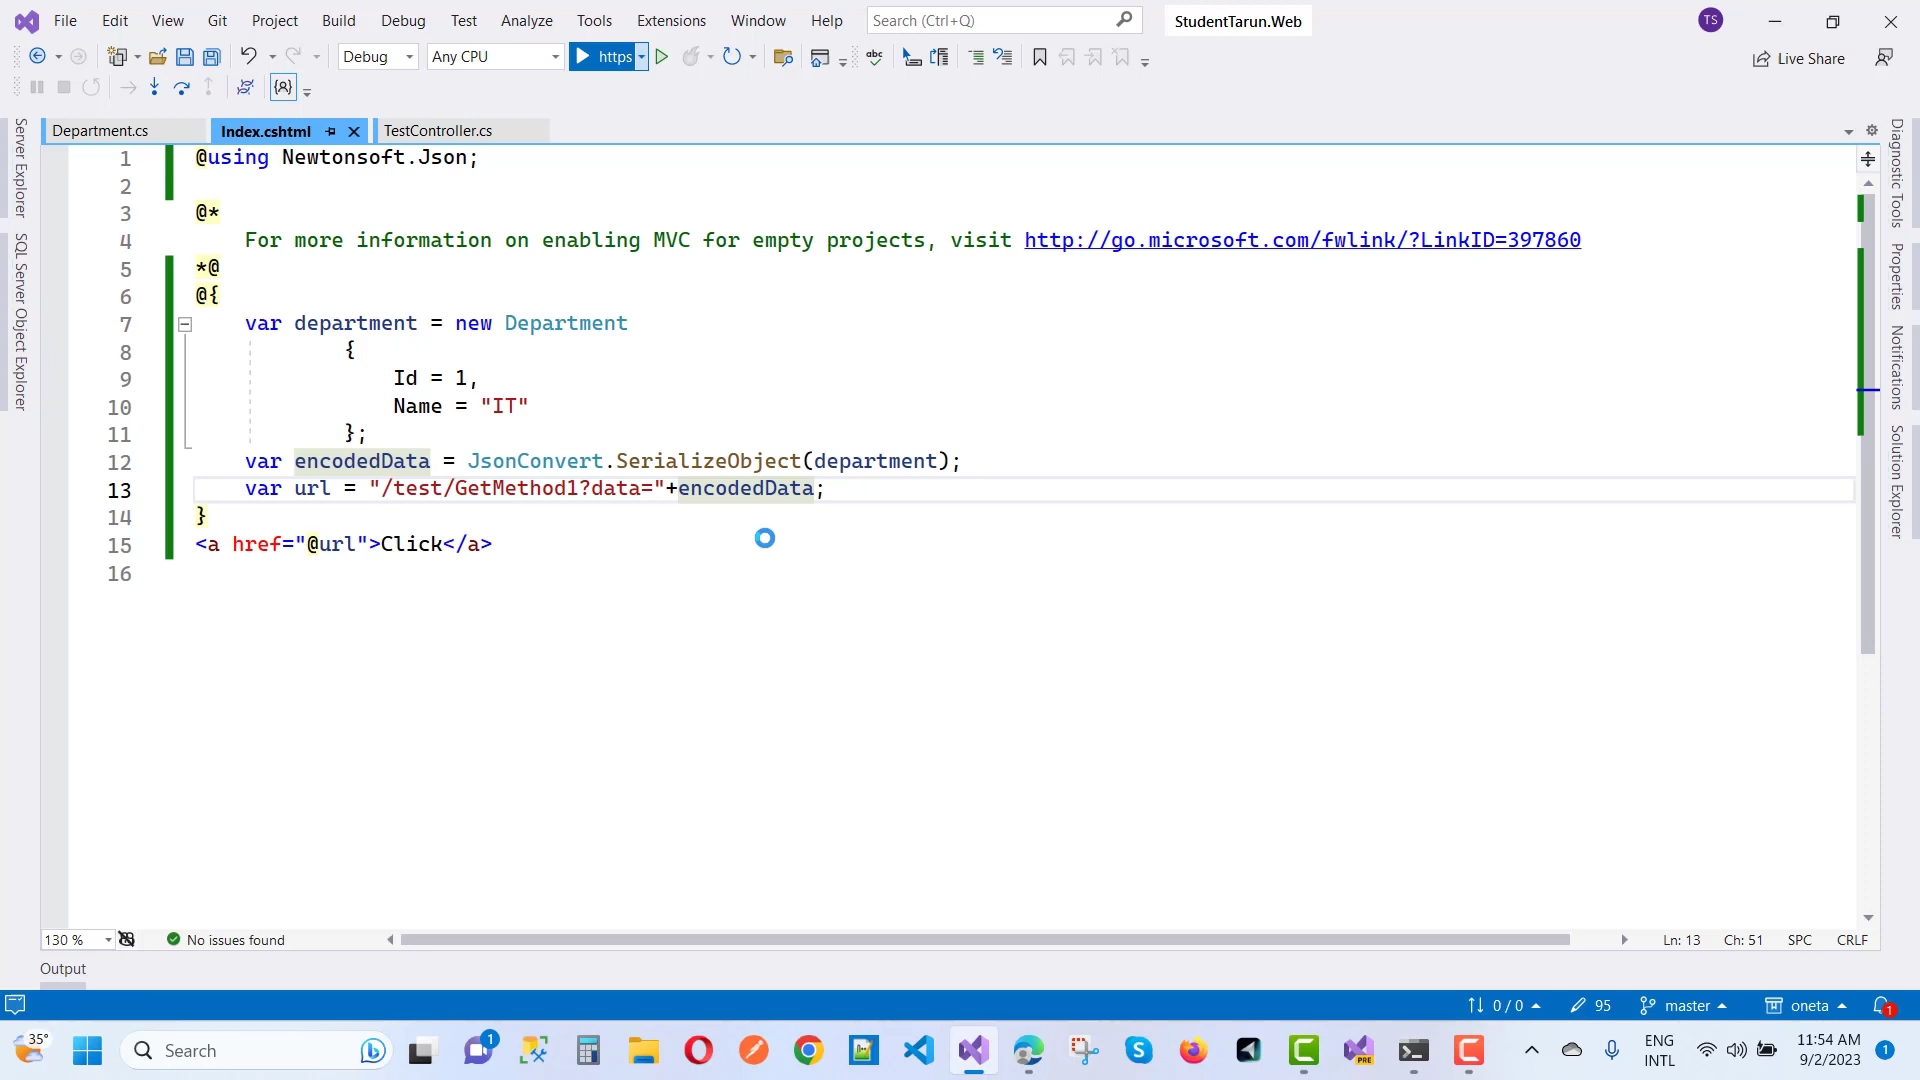 File Edit View Git Project Build Debug Test Analyze Tools Extensions Window Help Search (Ctrl+Q) StudentTarun.Web TS
Debug Any CPU https abc Live Share
Server Explorer
SQL Server Object Explorer
Department.cs Index.cshtml TestController.cs
1 @using Newtonsoft.Json;
2
3 @*
4 For more information on enabling MVC for empty projects, visit http://go.microsoft.com/fwlink/?LinkID=397860
5 *@
6 @{
7 var department = new Department
8 {
9 Id = 1,
10 Name = "IT"
11 };
12 var encodedData = JsonConvert.SerializeObject(department);
13 var url = "/test/GetMethod1?data="+encodedData;
14 }
15 <a href="@url">Click</a>
16
Diagnostic Tools
Properties
Notifications
Solution Explorer
130 % No issues found Ln: 13 Ch: 51 SPC CRLF
Output
0 / 0 95 master oneta 1
35° Search 1 PRE ENG
INTL
11:54 AM
9/2/2023
1